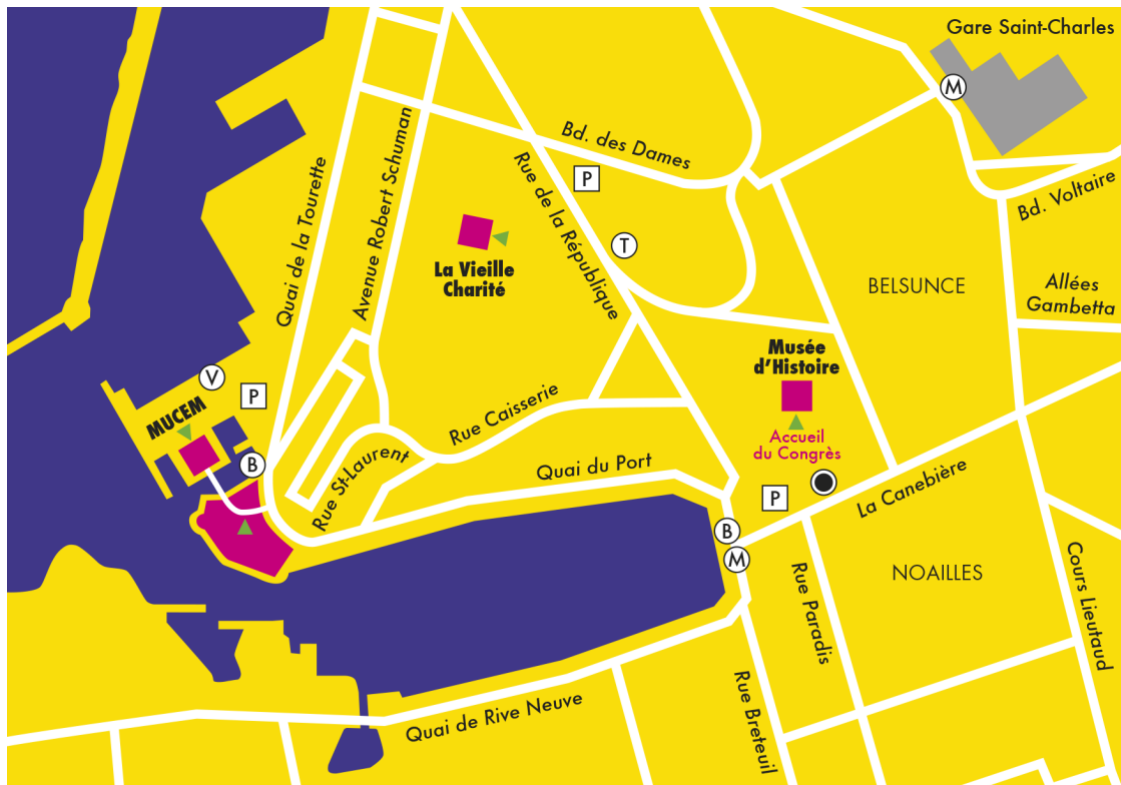 Gare Saint-Charles
M
Bd. des Dames
Avenue Robert Schuman
Rue de la République
P
Quai de la Tourette
Bd. Voltaire
T
La Vieille
Charité
BELSUNCE
Allées
Gambetta
Musée
d'Histoire
V
P
MUCEM
Rue Caisserie
Accueil
du Congrès
B
Rue St-Laurent
Quai du Port
P
La Canebière
B
M
NOAILLES
Rue Paradis
Cours Lieutaud
Quai de Rive Neuve
Rue Breteuil